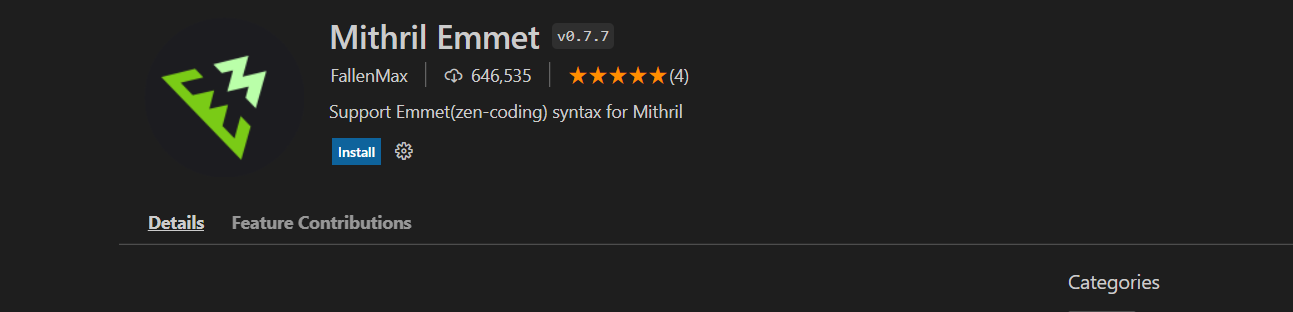 Mithril Emmet v0.7.7
FallenMax 646,535 (4)
Support Emmet(zen-coding) syntax for Mithril
Install
Details Feature Contributions
Categories